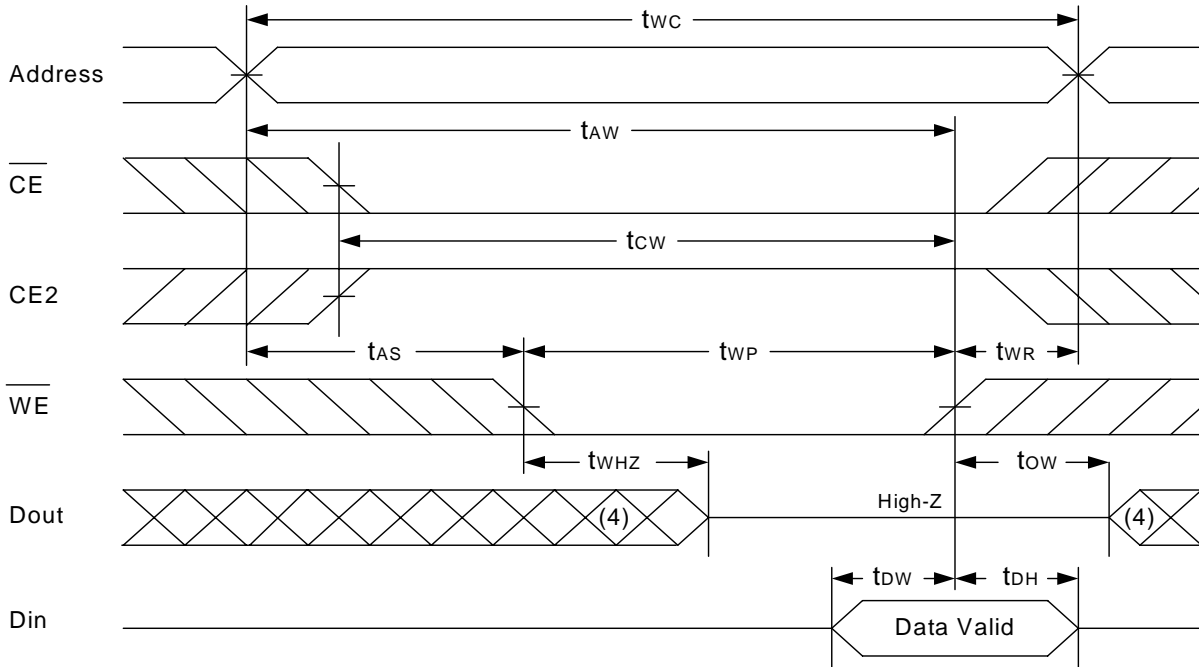 tWC
Address
tAW
CE
tCW
CE2
tAS tWP tWR
WE
tWHZ tOW
Dout (4) High-Z (4)
tDW tDH
Din Data Valid